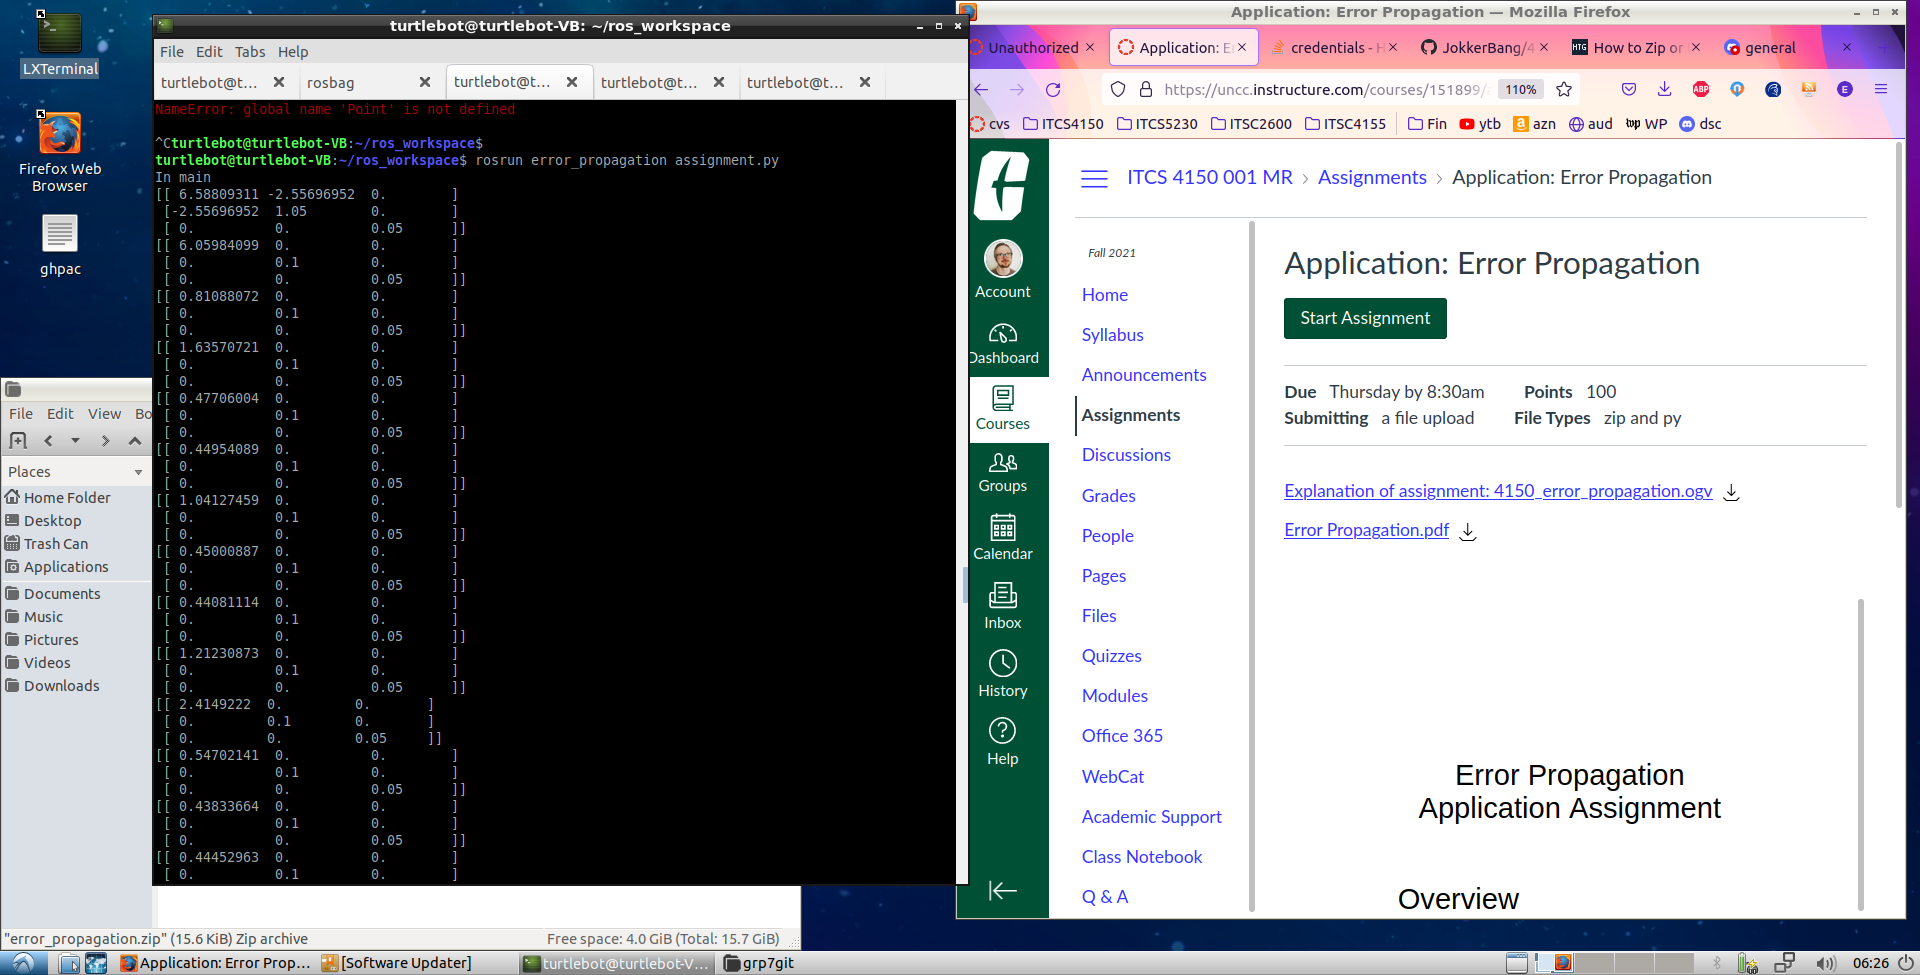 LXTerminal
Firefox Web
Browser
ghpac
turtlebot@turtlebot-VB: ~/ros_workspace
File Edit Tabs Help
turtlebot@t...
rosbag
turtlebot@t...
turtlebot@t...
turtlebot@t...
NameError: global name 'Point' is not defined
^Cturtlebot@turtlebot-VB:~/ros_workspace$
turtlebot@turtlebot-VB:~/ros_workspace$ rosrun error_propagation assignment.py
In main
[[ 6.58809311 -2.55696952  0.        ]
 [-2.55696952  1.05        0.        ]
 [ 0.          0.          0.05      ]]
[[ 6.05984099  0.          0.        ]
 [ 0.          0.1         0.        ]
 [ 0.          0.          0.05      ]]
[[ 0.81088072  0.          0.        ]
 [ 0.          0.1         0.        ]
 [ 0.          0.          0.05      ]]
[[ 1.63570721  0.          0.        ]
 [ 0.          0.1         0.        ]
 [ 0.          0.          0.05      ]]
[[ 0.47706004  0.          0.        ]
 [ 0.          0.1         0.        ]
 [ 0.          0.          0.05      ]]
[[ 0.44954089  0.          0.        ]
 [ 0.          0.1         0.        ]
 [ 0.          0.          0.05      ]]
[[ 1.04127459  0.          0.        ]
 [ 0.          0.1         0.        ]
 [ 0.          0.          0.05      ]]
[[ 0.45000887  0.          0.        ]
 [ 0.          0.1         0.        ]
 [ 0.          0.          0.05      ]]
[[ 0.44081114  0.          0.        ]
 [ 0.          0.1         0.        ]
 [ 0.          0.          0.05      ]]
[[ 1.21230873  0.          0.        ]
 [ 0.          0.1         0.        ]
 [ 0.          0.          0.05      ]]
[[ 2.4149222  0.         0.       ]
 [ 0.         0.1        0.       ]
 [ 0.         0.         0.05     ]]
[[ 0.54702141  0.          0.        ]
 [ 0.          0.1         0.        ]
 [ 0.          0.          0.05      ]]
[[ 0.43833664  0.          0.        ]
 [ 0.          0.1         0.        ]
 [ 0.          0.          0.05      ]]
[[ 0.44452963  0.          0.        ]
 [ 0.          0.1         0.        ]
File Edit View Bo
Places
Home Folder
Desktop
Trash Can
Applications
Documents
Music
Pictures
Videos
Downloads
"error_propagation.zip" (15.6 KiB) Zip archive
Free space: 4.0 GiB (Total: 15.7 GiB)
Application: Error Propagation — Mozilla Firefox
Unauthorized
Application: E
credentials - H
JokkerBang/4
HTG
How to Zip or
general
https://uncc.instructure.com/courses/151899/
110%
ABP
E
cvs ITCS4150 ITCS5230 ITSC2600 ITSC4155 Fin ytb azn aud WP dsc
Account
Dashboard
Courses
Groups
Calendar
Inbox
History
Help
ITCS 4150 001 MR › Assignments › Application: Error Propagation
Fall 2021
Home
Syllabus
Announcements
Assignments
Discussions
Grades
People
Pages
Files
Quizzes
Modules
Office 365
WebCat
Academic Support
Class Notebook
Q & A
Application: Error Propagation
Start Assignment
Due Thursday by 8:30am Points 100
Submitting a file upload File Types zip and py
Explanation of assignment: 4150_error_propagation.ogv
Error Propagation.pdf
Error Propagation
Application Assignment
Overview
Application: Error Prop...
[Software Updater]
turtlebot@turtlebot-V...
grp7git
06:26